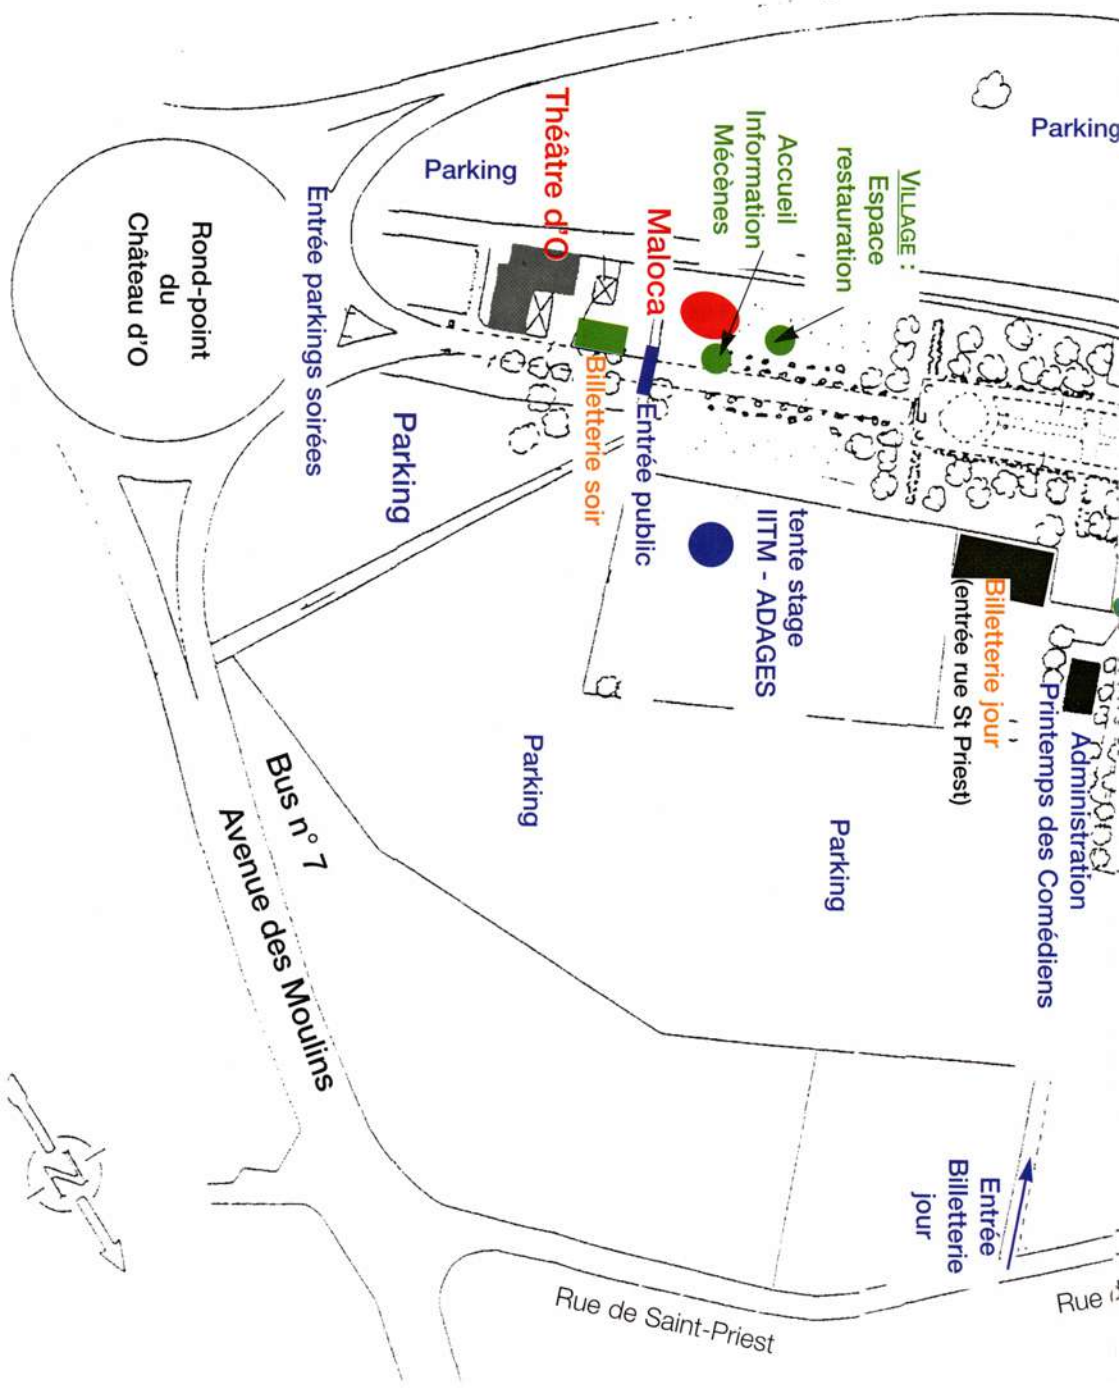 Parking
VILLAGE :
Espace
restauration
Accueil
Information
Mécènes
Maloca
Théâtre d'O
Parking
Entrée parkings soirées
Rond-point
du
Château d'O
Parking
Billetterie soir
Entrée public
tente stage
IITM - ADAGES
Billetterie jour
(entrée rue St Priest)
Administration
Printemps des Comédiens
Parking
Parking
Bus n° 7
Avenue des Moulins
Entrée
Billetterie
jour
Rue de Saint-Priest
Rue
N